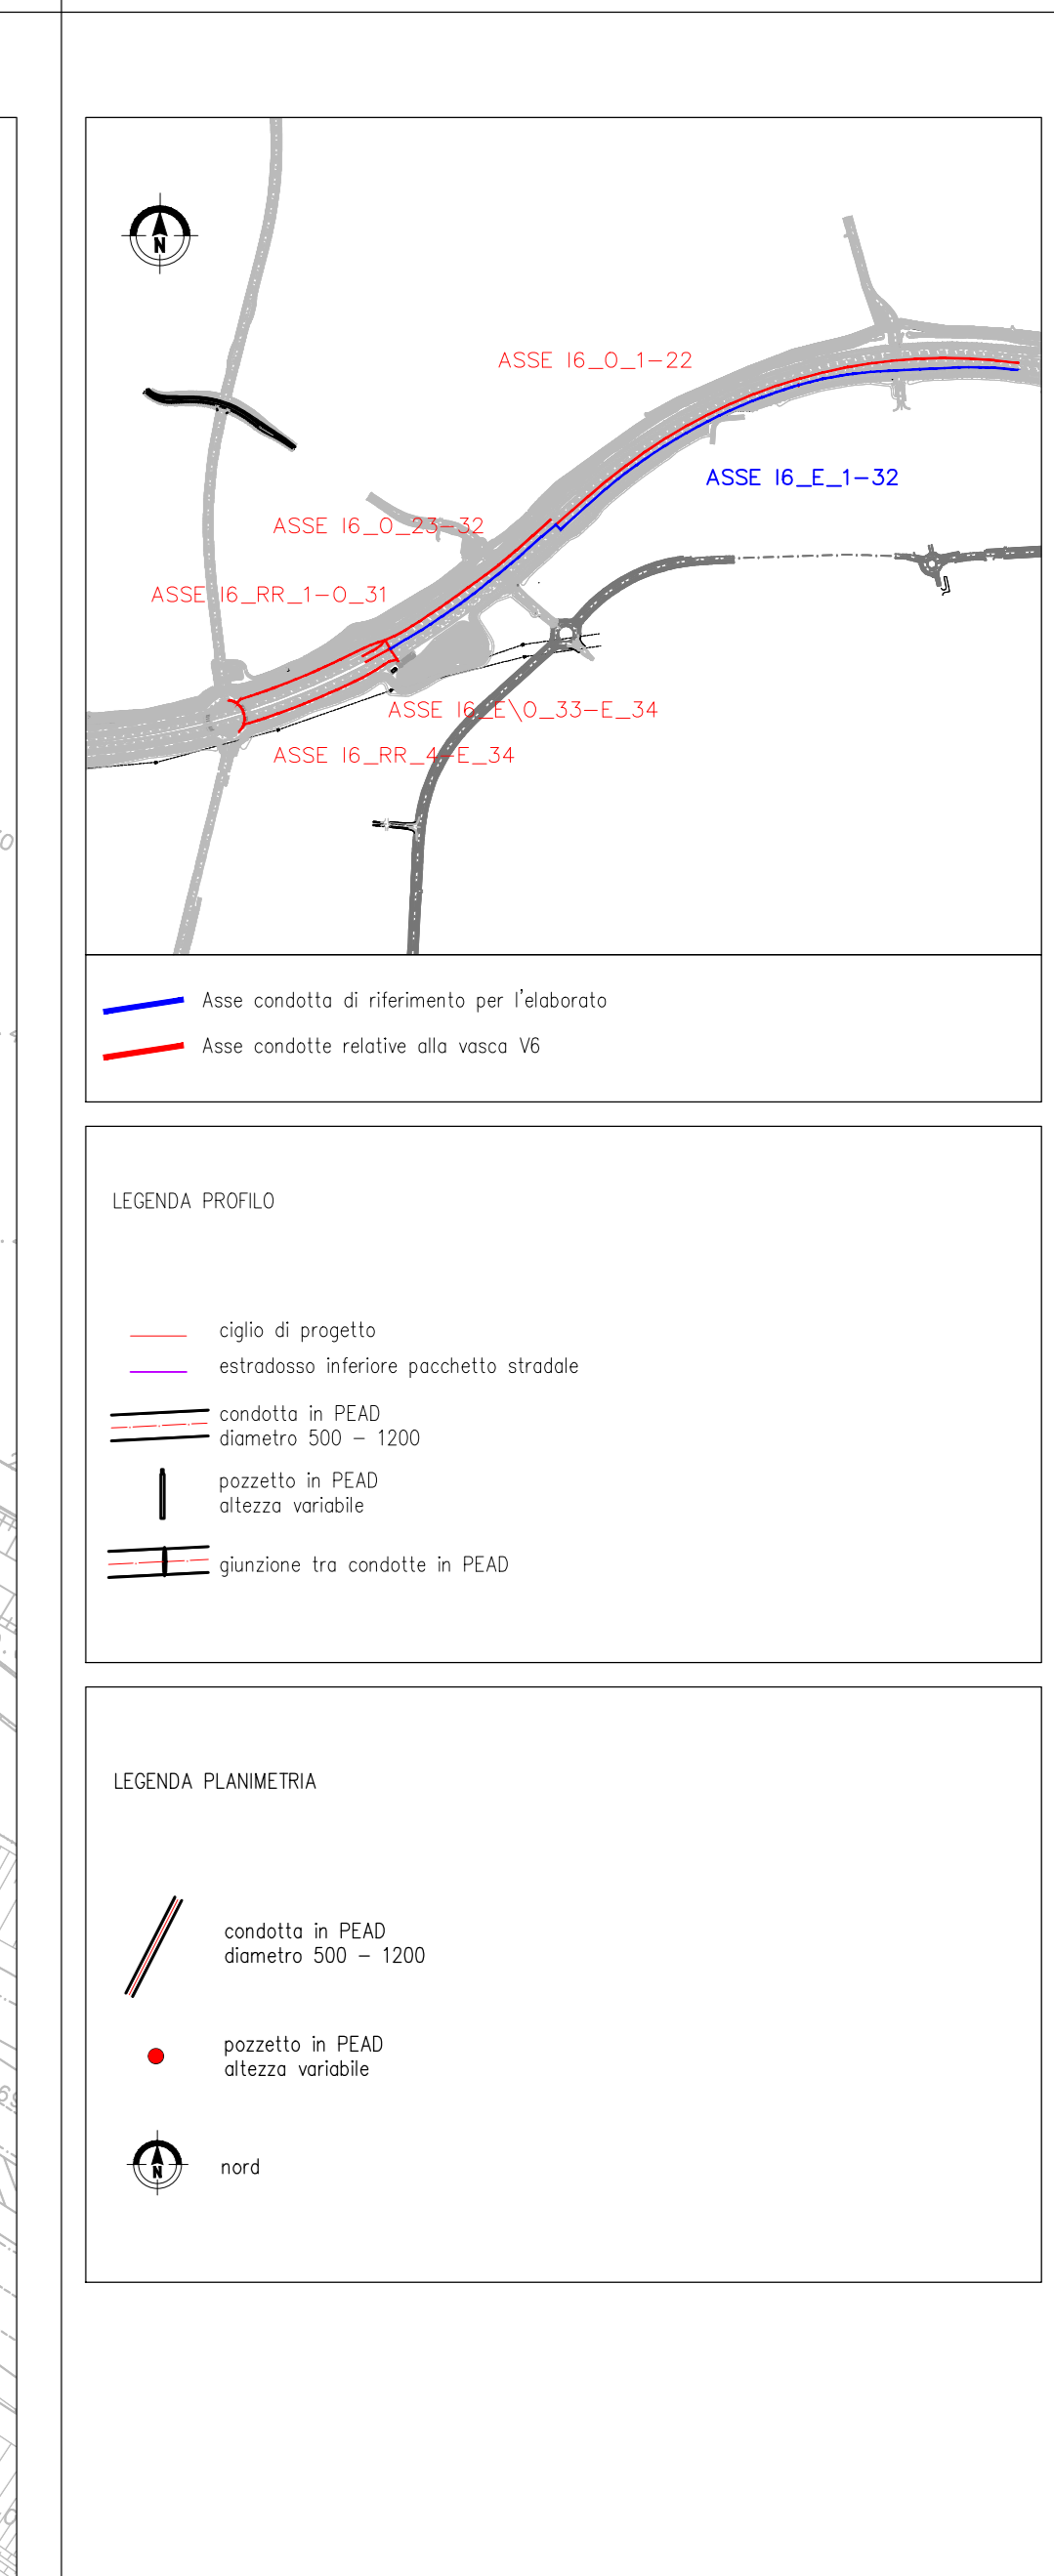 N
ASSE I6_O_1-22
ASSE I6_E_1-32
ASSE I6_O_23-32
ASSE I6_RR_1-O_31
ASSE I6_E\O_33-E_34
ASSE I6_RR_4-E_34
Asse condotta di riferimento per l'elaborato
Asse condotte relative alla vasca V6
LEGENDA PROFILO
ciglio di progetto
estradosso inferiore pacchetto stradale
condotta in PEAD
diametro 500 - 1200
pozzetto in PEAD
altezza variabile
giunzione tra condotte in PEAD
LEGENDA PLANIMETRIA
condotta in PEAD
diametro 500 - 1200
pozzetto in PEAD
altezza variabile
N
nord